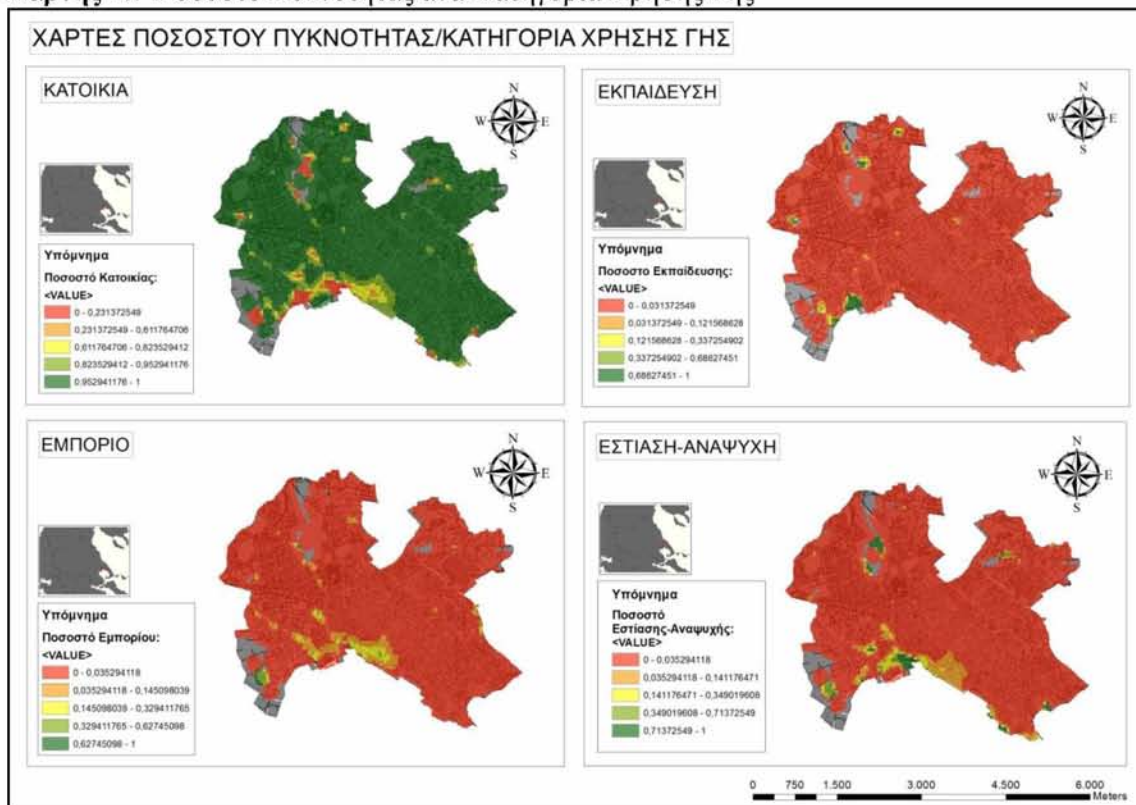 ΧΑΡΤΕΣ ΠΟΣΟΣΤΟΥ ΠΥΚΝΟΤΗΤΑΣ/ΚΑΤΗΓΟΡΙΑ ΧΡΗΣΗΣ ΓΗΣ
ΚΑΤΟΙΚΙΑ
N
W E
S
Υπόμνημα
Ποσοστό Κατοικίας:
<VALUE>
0 - 0,231372549
0,231372549 - 0,611764706
0,611764706 - 0,823529412
0,823529412 - 0,952941176
0,952941176 - 1
ΕΚΠΑΙΔΕΥΣΗ
N
W E
S
Υπόμνημα
Ποσοστο Εκπαίδευσης:
<VALUE>
0 - 0,031372549
0,031372549 - 0,121568628
0,121568628 - 0,337254902
0,337254902 - 0,68627451
0,68627451 - 1
ΕΜΠΟΡΙΟ
N
W E
S
Υπόμνημα
Ποσοστό Εμπορίου:
<VALUE>
0 - 0,035294118
0,035294118 - 0,145098039
0,145098039 - 0,329411765
0,329411765 - 0,62745098
0,62745098 - 1
ΕΣΤΙΑΣΗ-ΑΝΑΨΥΧΗ
N
W E
S
Υπόμνημα
Ποσοστό
Εστίασης-Αναψυχής:
<VALUE>
0 - 0,035294118
0,035294118 - 0,141176471
0,141176471 - 0,349019608
0,349019608 - 0,71372549
0,71372549 - 1
0 750 1.500 3.000 4.500 6.000
Meters